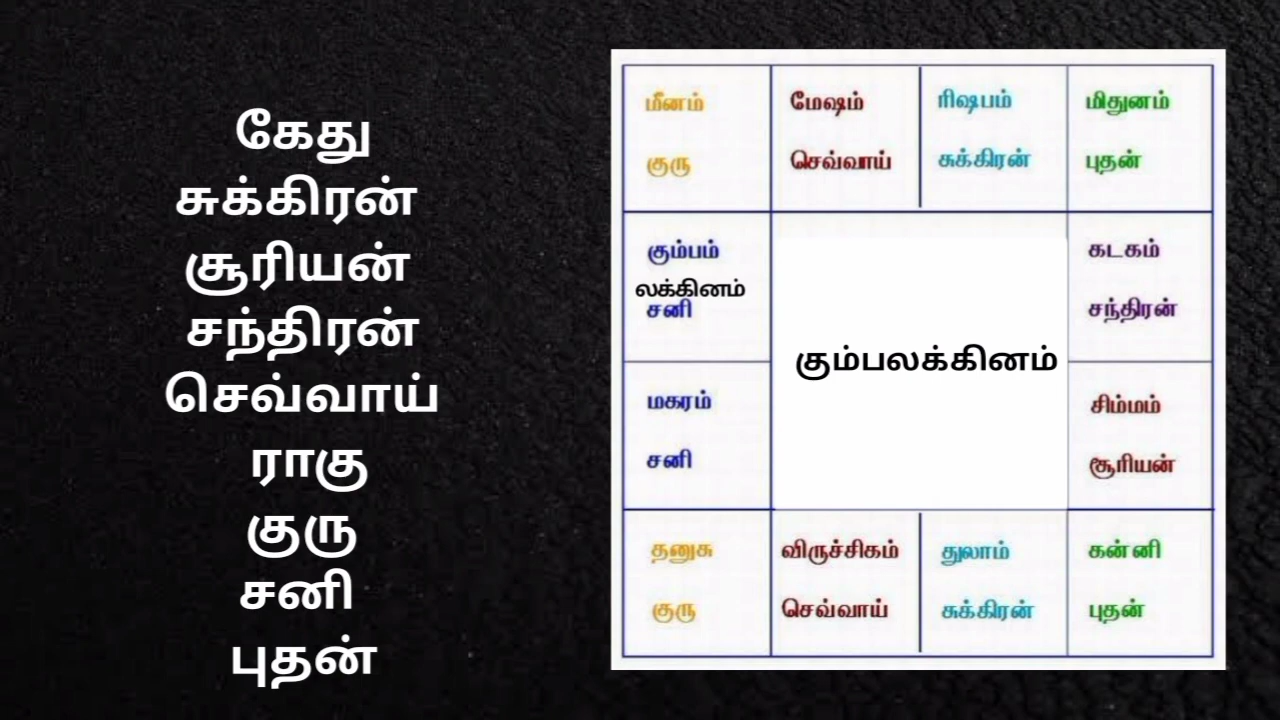 கேது
சுக்கிரன்
சூரியன்
சந்திரன்
செவ்வாய்
ராகு
குரு
சனி
புதன்
மீனம்
குரு
மேஷம்
செவ்வாய்
ரிஷபம்
சுக்கிரன்
மிதுனம்
புதன்
கும்பம்
லக்கினம்
சனி
கடகம்
சந்திரன்
கும்பலக்கினம்
மகரம்
சனி
சிம்மம்
சூரியன்
தனுசு
குரு
விருச்சிகம்
செவ்வாய்
துலாம்
சுக்கிரன்
கன்னி
புதன்